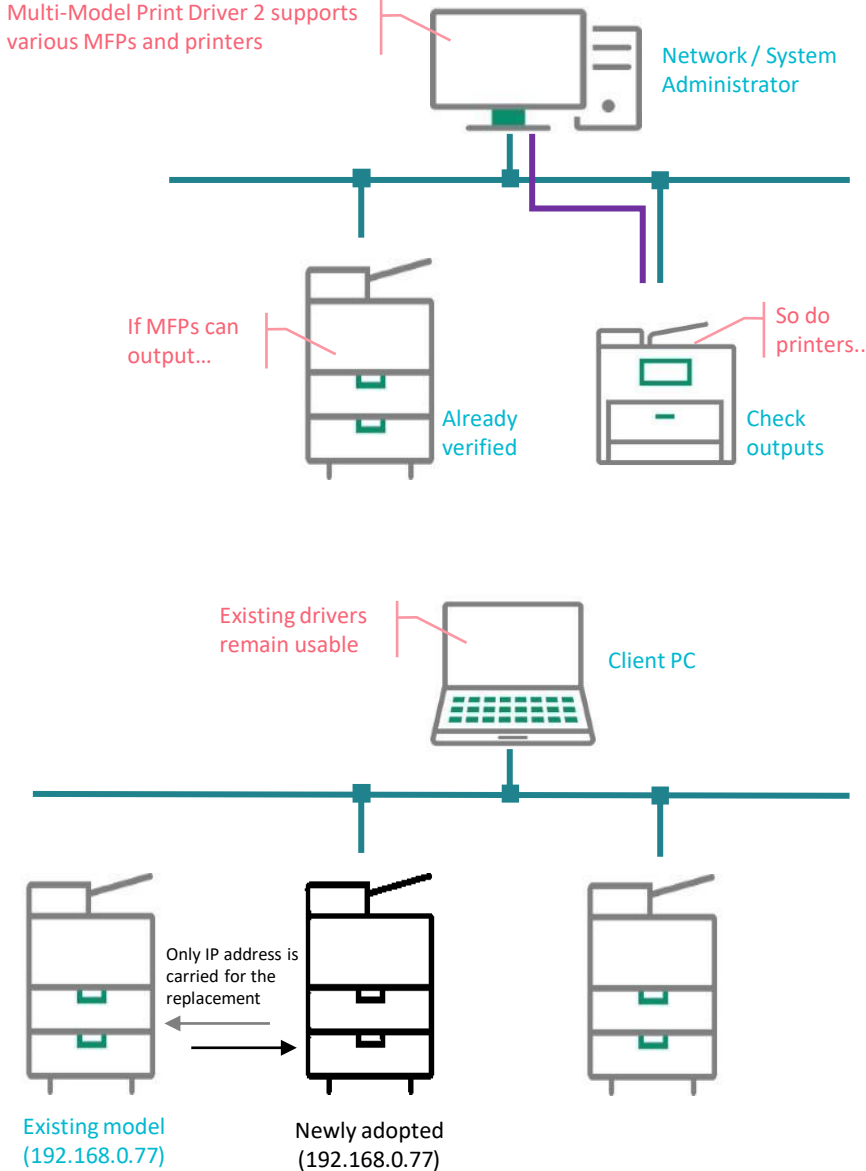 Multi-Model Print Driver 2 supports
various MFPs and printers
Network / System
Administrator
If MFPs can
output...
So do
printers..
Already
verified
Check
outputs
Existing drivers
remain usable
Client PC
Only IP address is
carried for the
replacement
Existing model
(192.168.0.77)
Newly adopted
(192.168.0.77)